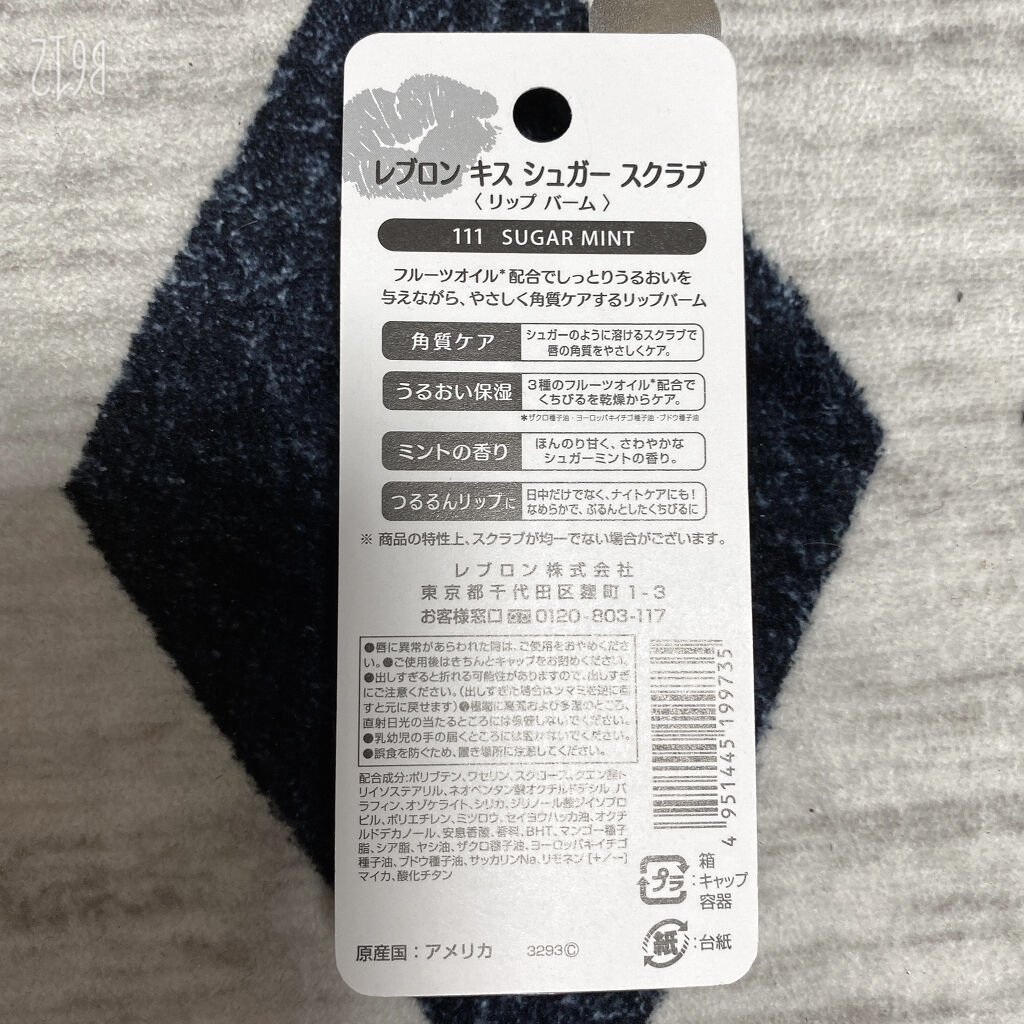 B612
レブロン キス シュガー スクラブ
〈 リップ バーム 〉
111 SUGAR MINT
フルーツオイル*配合でしっとりうるおいを
与えながら、やさしく角質ケアするリップバーム
角質ケア
シュガーのように溶けるスクラブで
唇の角質をやさしくケア。
うるおい保湿
3種のフルーツオイル*配合で
くちびるを乾燥からケア。
*ザクロ種子油・ヨーロッパキイチゴ種子油・ブドウ種子油
ミントの香り
ほんのり甘く、さわやかな
シュガーミントの香り。
つるるんリップに
日中だけでなく、ナイトケアにも!
なめらかで、ぷるんとしたくちびるに
※ 商品の特性上、スクラブが均一でない場合がございます。
レブロン株式会社
東京都千代田区麹町1-3
お客様窓口 0120-803-117
●唇に異常があらわれた時は、ご使用をおやめくださ
い。●ご使用後はきちんとキャップをお閉めください。
●出しすぎると折れる可能性がありますので、出しすぎ
にご注意ください。(出しすぎた場合はツマミを逆に回
すと元に戻せます)●極端に高温および多湿のところ、
直射日光の当たるところには保管しないでください。
●乳幼児の手の届くところには置かないでください。
●誤食を防ぐため、置き場所に注意してください。
配合成分:ポリブテン、ワセリン、スクロース、クエン酸ト
リイソステアリル、ネオペンタン酸オクチルドデシル、パ
ラフィン、オゾケライト、シリカ、ジリノール酸ジイソプロ
ピル、ポリエチレン、ミツロウ、セイヨウハッカ油、オクチ
ルドデカノール、安息香酸、香料、BHT、マンゴー種子
脂、シア脂、ヤシ油、ザクロ種子油、ヨーロッパキイチゴ
種子油、ブドウ種子油、サッカリンNa、リモネン [+/−]
マイカ、酸化チタン
4 951445 199735
プラ
:
箱
キャップ
容器
紙
:台紙
原産国:アメリカ
3293©